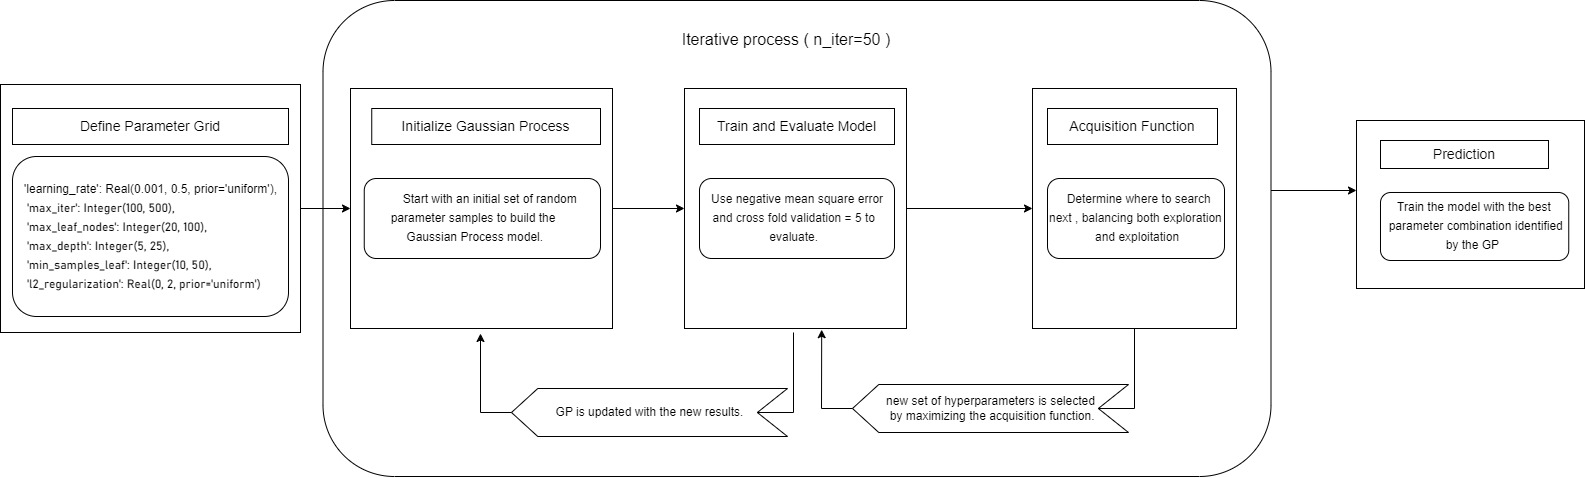 Iterative process ( n_iter=50 )
Define Parameter Grid
'learning_rate': Real(0.001, 0.5, prior='uniform'),
'max_iter': Integer(100, 500),
'max_leaf_nodes': Integer(20, 100),
'max_depth': Integer(5, 25),
'min_samples_leaf': Integer(10, 50),
'l2_regularization': Real(0, 2, prior='uniform')
Initialize Gaussian Process
Start with an initial set of random
parameter samples to build the
Gaussian Process model.
Train and Evaluate Model
Use negative mean square error
and cross fold validation = 5 to
evaluate.
Acquisition Function
Determine where to search
next , balancing both exploration
and exploitation
Prediction
Train the model with the best
parameter combination identified
by the GP
GP is updated with the new results.
new set of hyperparameters is selected
by maximizing the acquisition function.